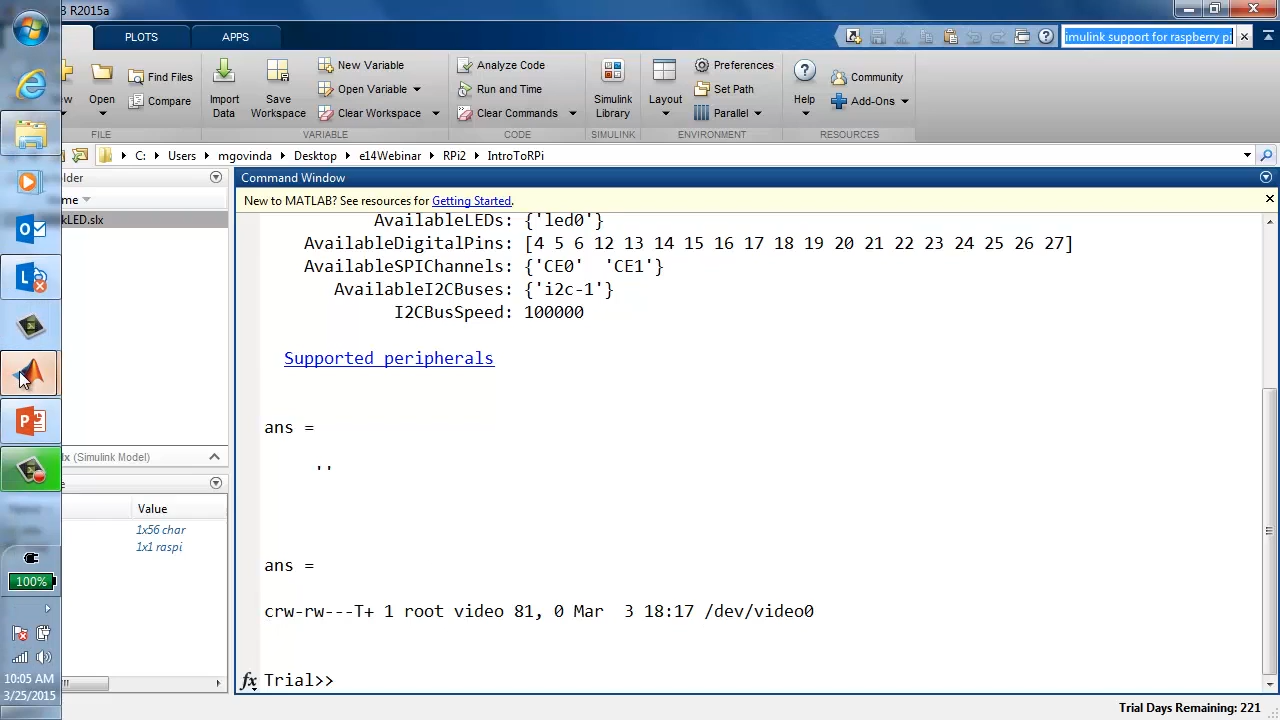 B R2015a
PLOTS
APPS
imulink support for raspberry pi
Open
Find Files
Compare
Import
Data
Save
Workspace
New Variable
Open Variable
Clear Workspace
Analyze Code
Run and Time
Clear Commands
Simulink
Library
Layout
Preferences
Set Path
Parallel
Help
Community
Add-Ons
FILE
VARIABLE
CODE
SIMULINK
ENVIRONMENT
RESOURCES
C:
Users
mgovinda
Desktop
e14Webinar
RPi2
IntroToRPi
older
Command Window
me
New to MATLAB? See resources for Getting Started.
kLED.slx
AvailableLEDs: {'led0'}
AvailableDigitalPins: [4 5 6 12 13 14 15 16 17 18 19 20 21 22 23 24 25 26 27]
AvailableSPIChannels: {'CE0' 'CE1'}
AvailableI2CBuses: {'i2c-1'}
I2CBusSpeed: 100000
Supported peripherals
ans =
''
lx (Simulink Model)
Value
1x56 char
1x1 raspi
ans =
crw-rw---T+ 1 root video 81, 0 Mar  3 18:17 /dev/video0
fx Trial>>
100%
10:05 AM
3/25/2015
Trial Days Remaining: 221